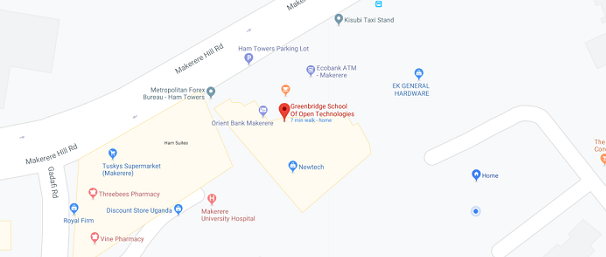 Makerere
Kisubi Taxi Stand
Makerere Hill Rd
Ham Towers Parking Lot
Ecobank ATM
- Makerere
Metropolitan Forex
Bureau - Ham Towers
EK GENERAL
HARDWARE
Greenbridge School
Of Open Technologies
7 min walk - home
Orient Bank Makerere
Ham Suites
Makerere Hill Rd
Tuskys Supermarket
(Makerere)
Newtech
Home
The
Con
Gadafi Rd
Threebees Pharmacy
Royal Firm
Discount Store Uganda
Makerere
University Hospital
Vine Pharmacy